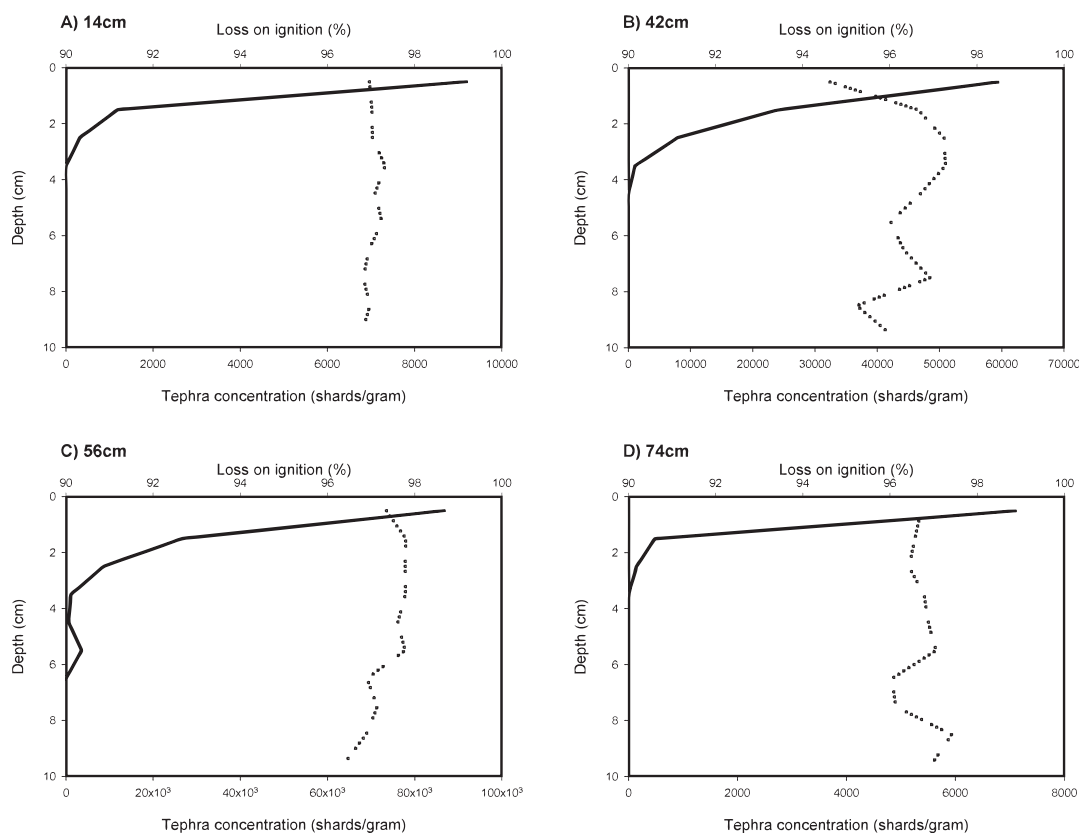 A) 14cm
Loss on ignition (%)
90 92 94 96 98 100
Depth (cm)
0
2
4
6
8
10
0 2000 4000 6000 8000 10000
Tephra concentration (shards/gram)
B) 42cm
Loss on ignition (%)
90 92 94 96 98 100
Depth (cm)
0
2
4
6
8
10
0 10000 20000 30000 40000 50000 60000 70000
Tephra concentration (shards/gram)
C) 56cm
Loss on ignition (%)
90 92 94 96 98 100
Depth (cm)
0
2
4
6
8
10
0 20x10³ 40x10³ 60x10³ 80x10³ 100x10³
Tephra concentration (shards/gram)
D) 74cm
Loss on ignition (%)
90 92 94 96 98 100
Depth (cm)
0
2
4
6
8
10
0 2000 4000 6000 8000
Tephra concentration (shards/gram)